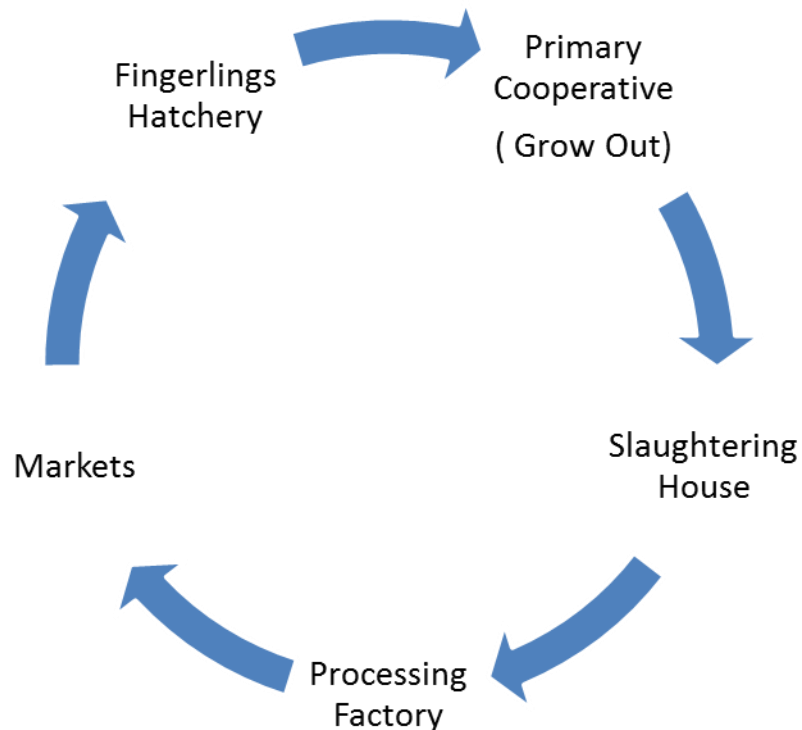 Fingerlings
Hatchery
Primary
Cooperative
( Grow Out)
Slaughtering
House
Processing
Factory
Markets